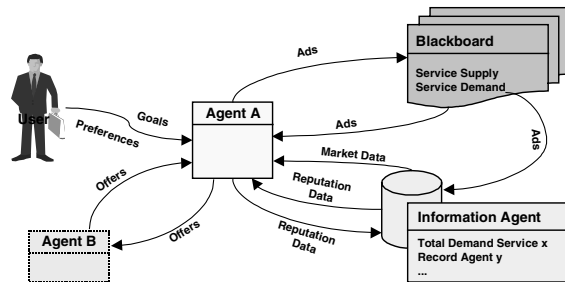 Ads
Blackboard
Service Supply
Service Demand
User
Goals
Preferences
Agent A
Ads
Ads
Market Data
Reputation
Data
Offers
Offers
Reputation
Data
Agent B
Information Agent
Total Demand Service x
Record Agent y
...